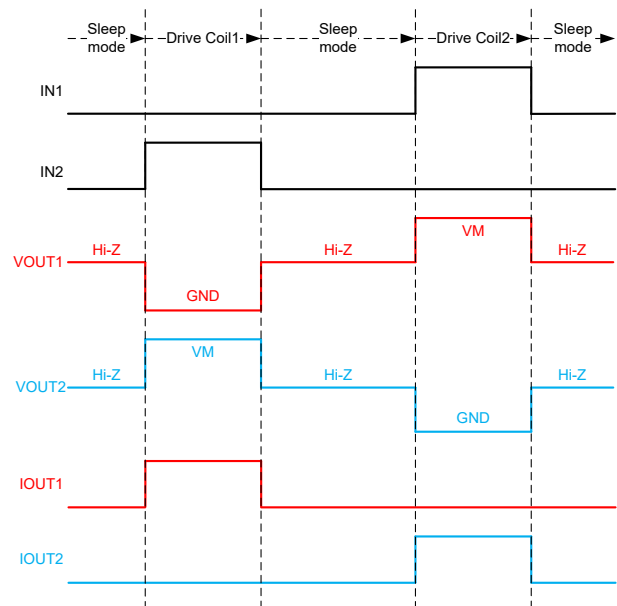 Sleep mode
Drive Coil1
Sleep mode
Drive Coil2
Sleep mode
IN1
IN2
VOUT1
Hi-Z
GND
Hi-Z
VM
Hi-Z
VOUT2
Hi-Z
VM
Hi-Z
GND
Hi-Z
IOUT1
IOUT2